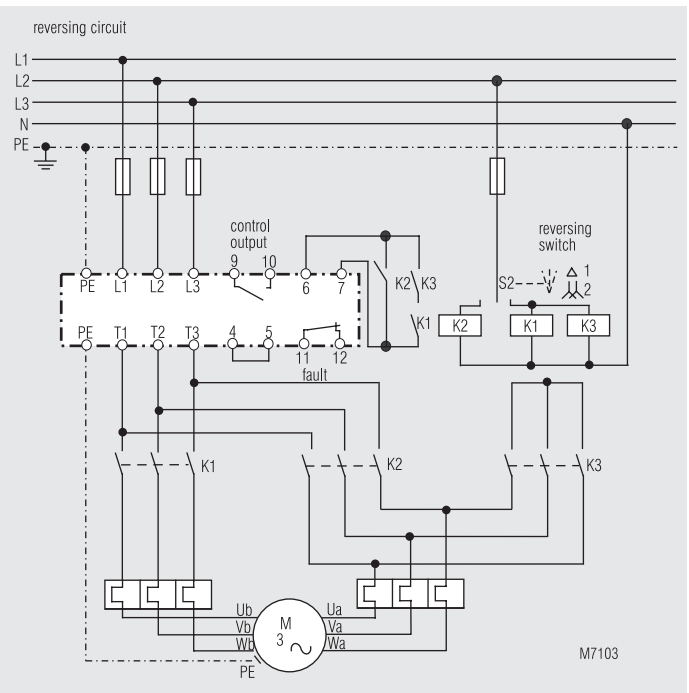 reversing circuit
L1
L2
L3
N
PE
control
output
reversing
switch
9 10 6 7
PE L1 L2 L3
K2 K3
S2 1
2
K1
K2 K1 K3
PE T1 T2 T3 4 5
11 12
fault
K1 K2 K3
Ub Ua
Vb Va
Wb Wa
M
3
PE
M7103